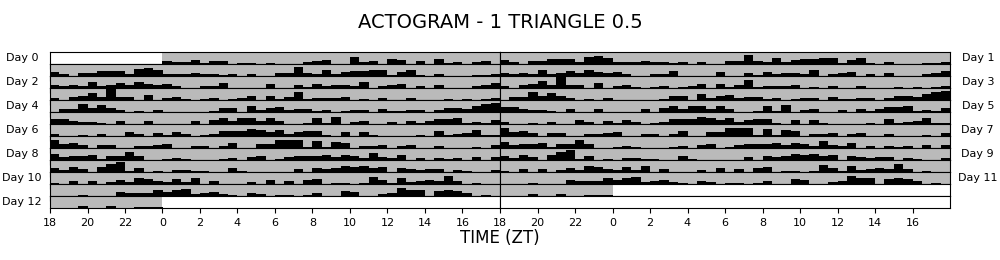 ACTOGRAM - 1 TRIANGLE 0.5
Day 0
Day 1
Day 2
Day 3
Day 4
Day 5
Day 6
Day 7
Day 8
Day 9
Day 10
Day 11
Day 12
18 20 22 0 2 4 6 8 10 12 14 16 18 20 22 0 2 4 6 8 10 12 14 16
TIME (ZT)